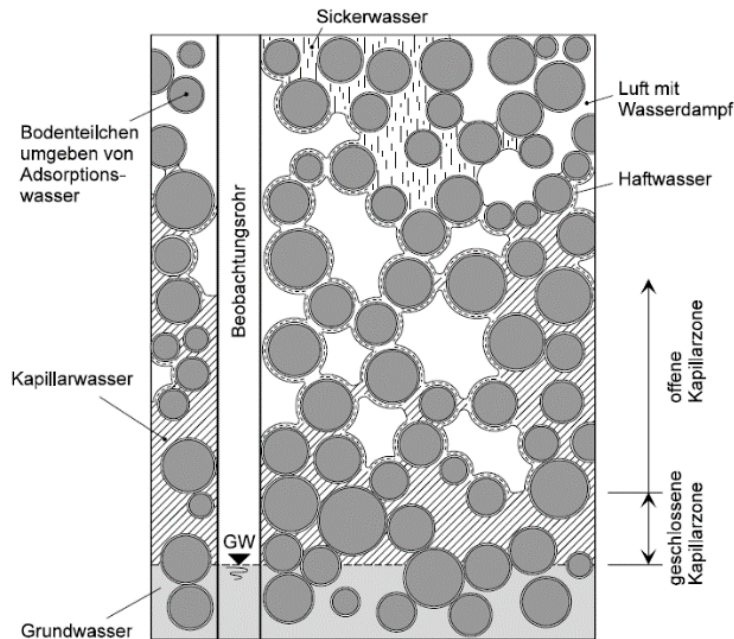 Sickerwasser
Luft mit
Wasserdampf
Bodenteilchen
umgeben von
Adsorptions-
wasser
Haftwasser
Beobachtungsrohr
Kapillarwasser
offene
Kapillarzone
geschlossene
Kapillarzone
GW
Grundwasser